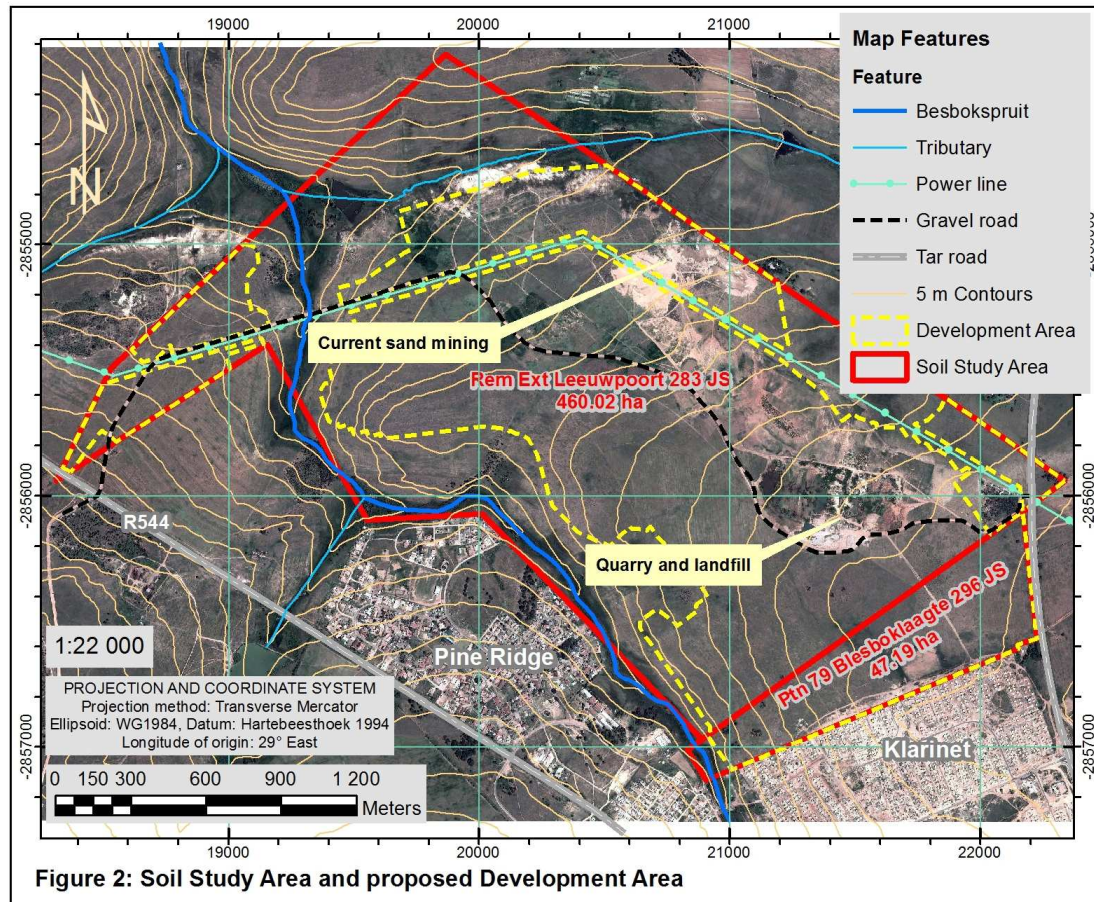 19000
20000
21000
Map Features
Feature
Besbokspruit
Tributary
Power line
Gravel road
Tar road
5 m Contours
Development Area
Soil Study Area
N
-2855000
-2855000
Current sand mining
Rem Ext Leeuwpoort 283 JS
460.02 ha
-2856000
-2856000
R544
Quarry and landfill
1:22 000
Pine Ridge
Ptn 79 Blesboklaagte 296 JS
47.19 ha
PROJECTION AND COORDINATE SYSTEM
Projection method: Transverse Mercator
Ellipsoid: WG1984, Datum: Hartebeesthoek 1994
Longitude of origin: 29° East
-2857000
-2857000
Klarinet
0 150 300 600 900 1 200
Meters
19000
20000
21000
22000
Figure 2: Soil Study Area and proposed Development Area